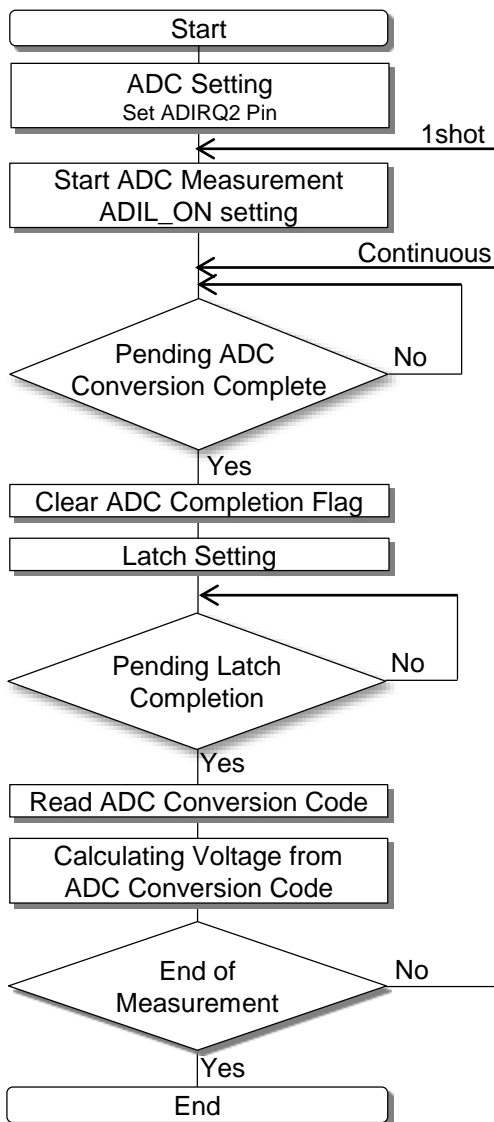 Start
ADC Setting
Set ADIRQ2 Pin
1shot
Start ADC Measurement
ADIL_ON setting
Continuous
Pending ADC
Conversion Complete
No
Yes
Clear ADC Completion Flag
Latch Setting
Pending Latch
Completion
No
Yes
Read ADC Conversion Code
Calculating Voltage from
ADC Conversion Code
End of
Measurement
No
Yes
End